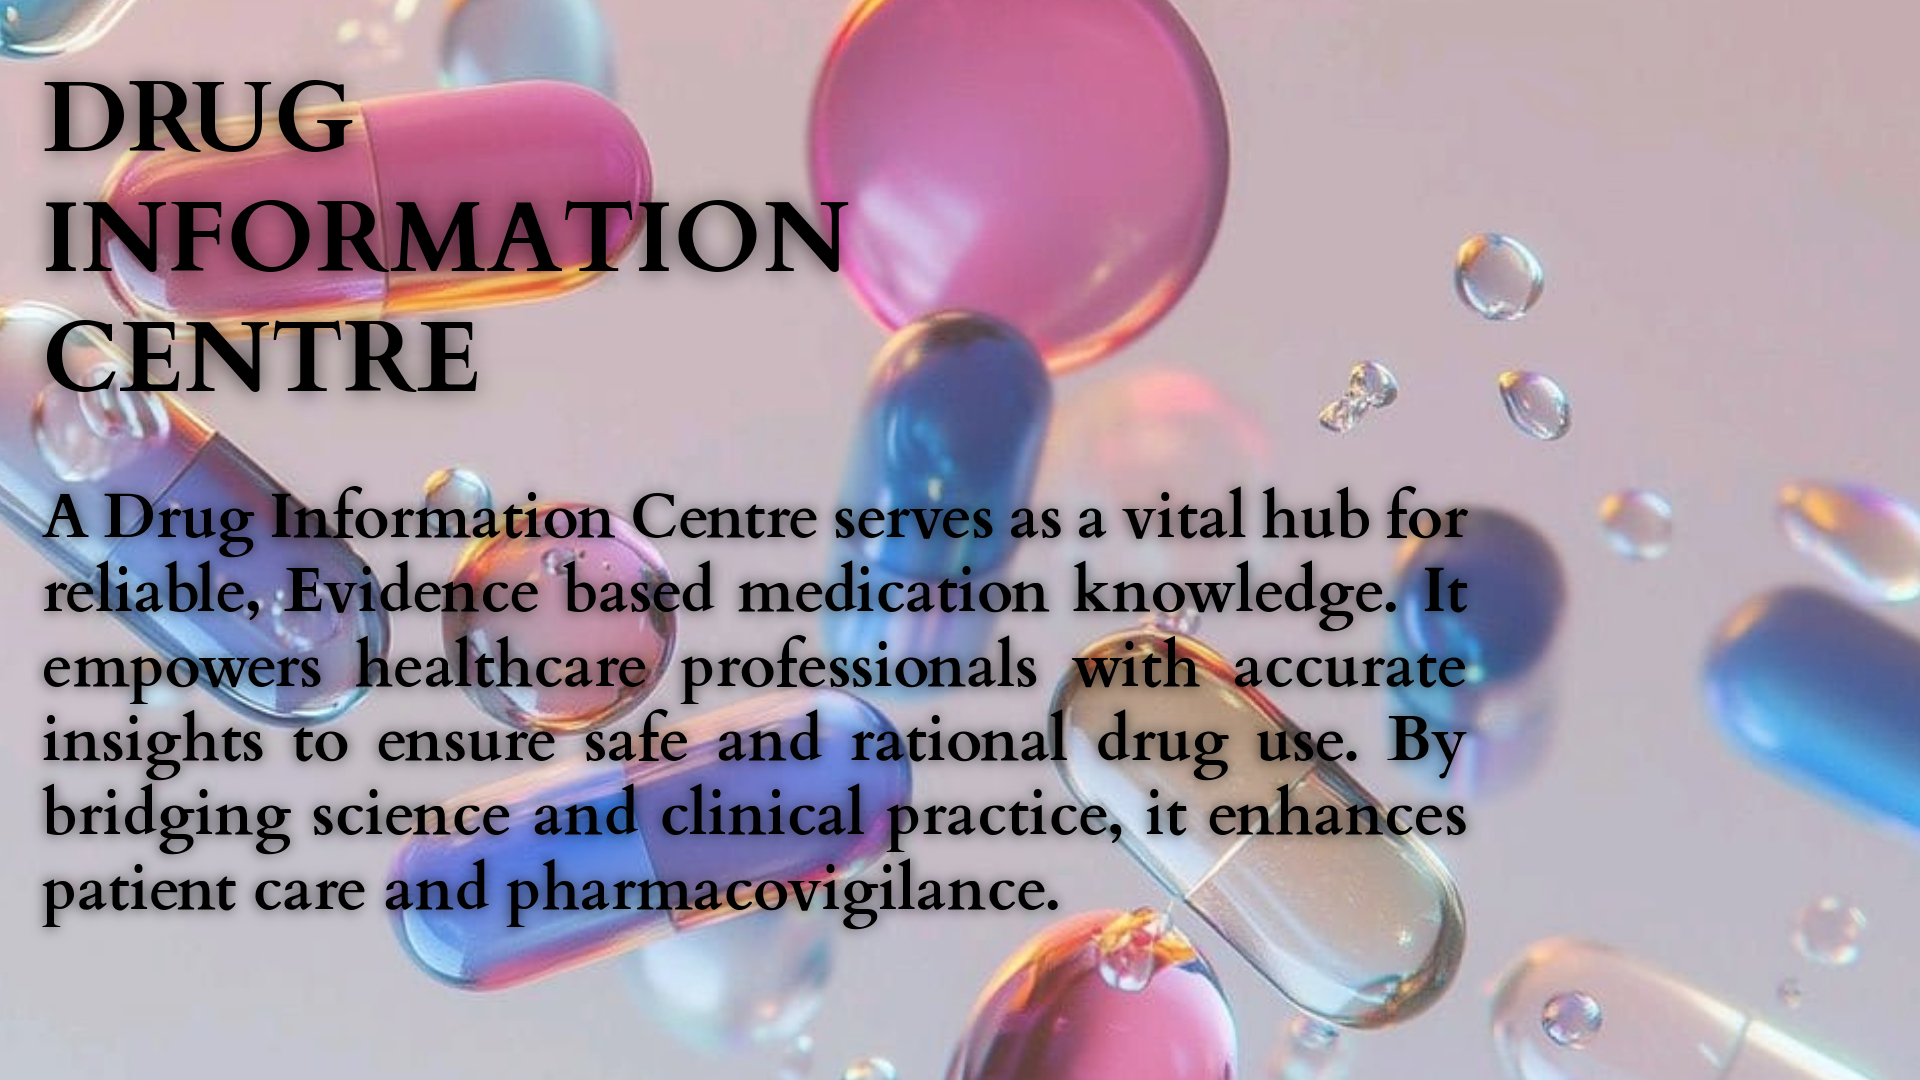 DRUG
INFORMATION
CENTRE
A Drug Information Centre serves as a vital hub for
reliable, Evidence based medication knowledge. It
empowers healthcare professionals with accurate
insights to ensure safe and rational drug use. By
bridging science and clinical practice, it enhances
patient care and pharmacovigilance.